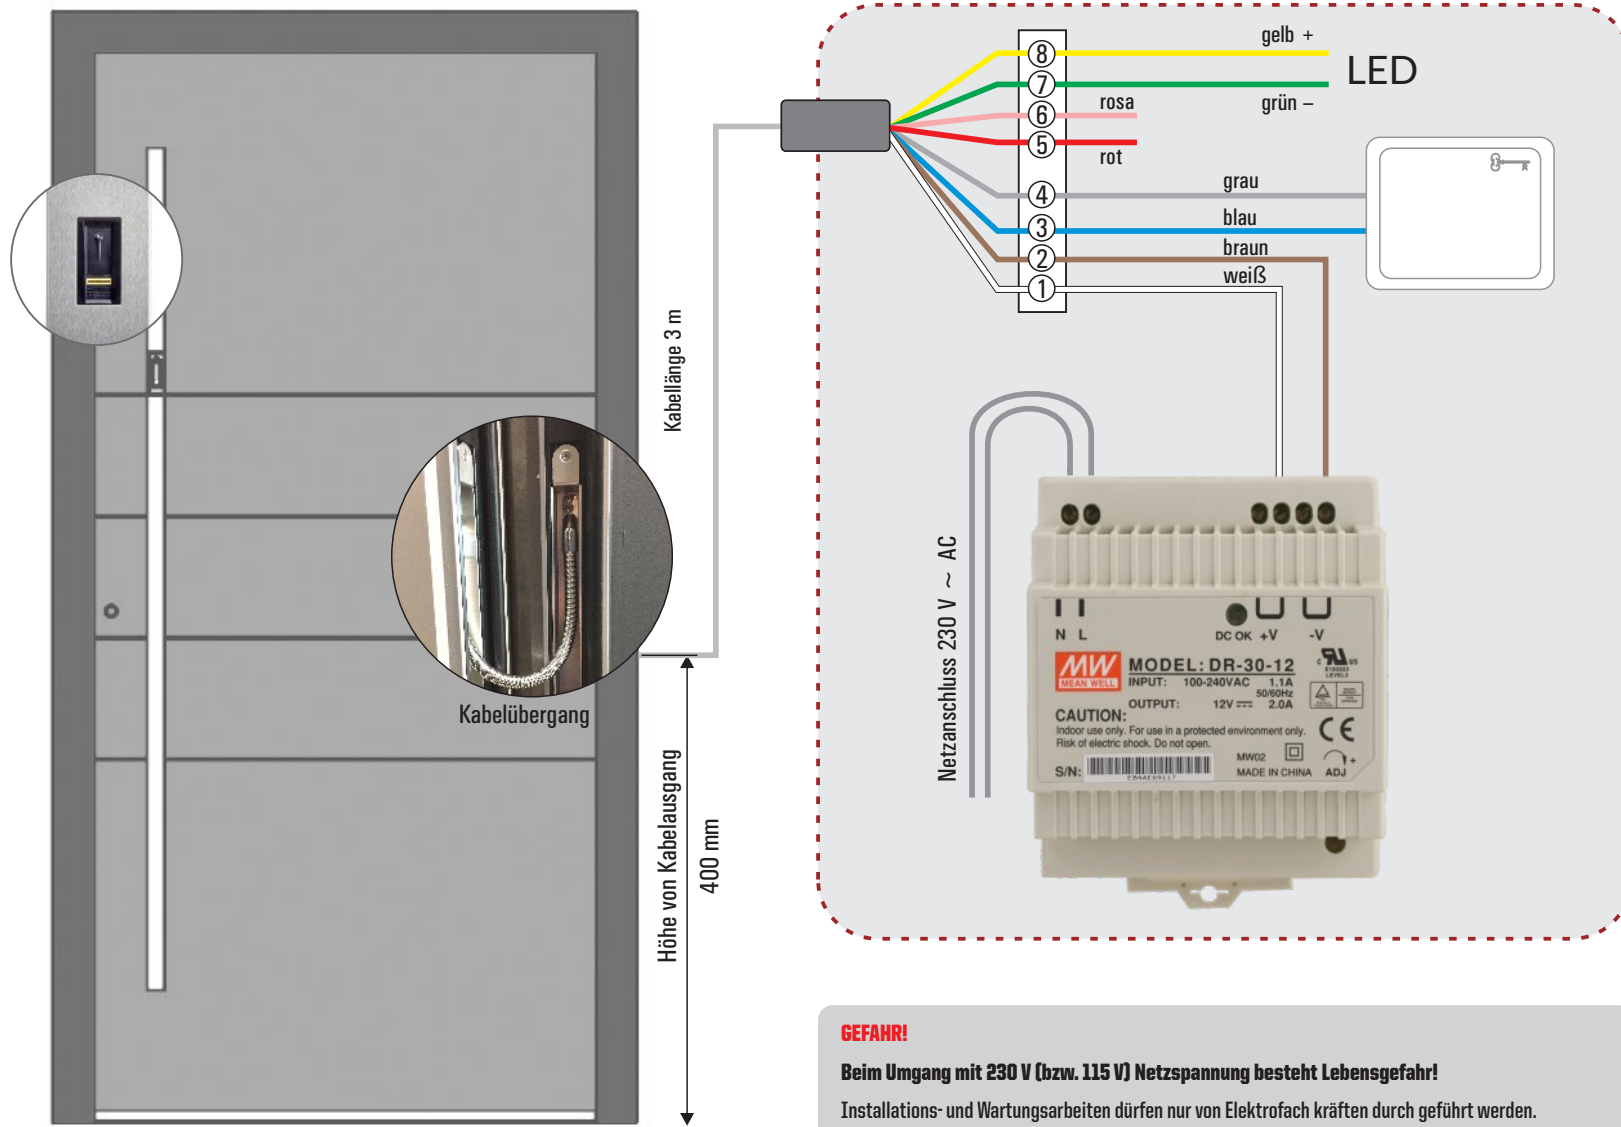 gelb +
LED
grün –
rosa
rot
grau
blau
braun
weiß
8
7
6
5
4
3
2
1
Kabellänge 3 m
Kabelübergang
Höhe von Kabelausgang
400 mm
Netzanschluss 230 V ~ AC
N L
DC OK +V -V
MW
MEAN WELL
MODEL: DR-30-12
INPUT: 100-240VAC 1.1A
50/60Hz
OUTPUT: 12V 2.0A
CAUTION:
Indoor use only. For use in a protected environment only.
Risk of electric shock. Do not open.
MW02
S/N:
MADE IN CHINA ADJ
GEFAHR!
Beim Umgang mit 230 V (bzw. 115 V) Netzspannung besteht Lebensgefahr!
Installations- und Wartungsarbeiten dürfen nur von Elektrofach kräften durch geführt werden.